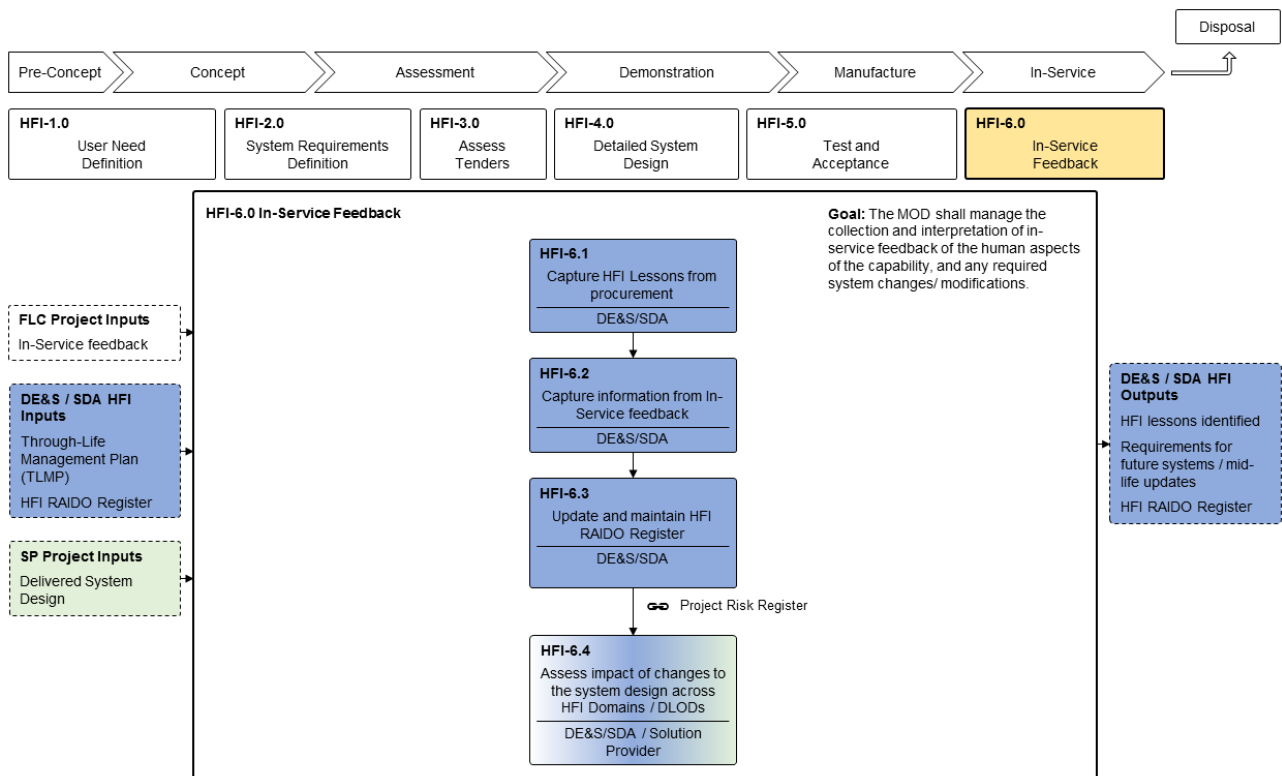 Disposal
Pre-Concept
Concept
Assessment
Demonstration
Manufacture
In-Service
HFI-1.0
User Need
Definition
HFI-2.0
System Requirements
Definition
HFI-3.0
Assess
Tenders
HFI-4.0
Detailed System
Design
HFI-5.0
Test and
Acceptance
HFI-6.0
In-Service
Feedback
HFI-6.0 In-Service Feedback
Goal: The MOD shall manage the
collection and interpretation of in-
service feedback of the human aspects
of the capability, and any required
system changes/ modifications.
FLC Project Inputs
In-Service feedback
DE&S / SDA HFI
Inputs
Through-Life
Management Plan
(TLMP)
HFI RAIDO Register
SP Project Inputs
Delivered System
Design
HFI-6.1
Capture HFI Lessons from
procurement
DE&S/SDA
HFI-6.2
Capture information from In-
Service feedback
DE&S/SDA
HFI-6.3
Update and maintain HFI
RAIDO Register
DE&S/SDA
Project Risk Register
HFI-6.4
Assess impact of changes to
the system design across
HFI Domains / DLODs
DE&S/SDA / Solution
Provider
DE&S / SDA HFI
Outputs
HFI lessons identified
Requirements for
future systems / mid-
life updates
HFI RAIDO Register